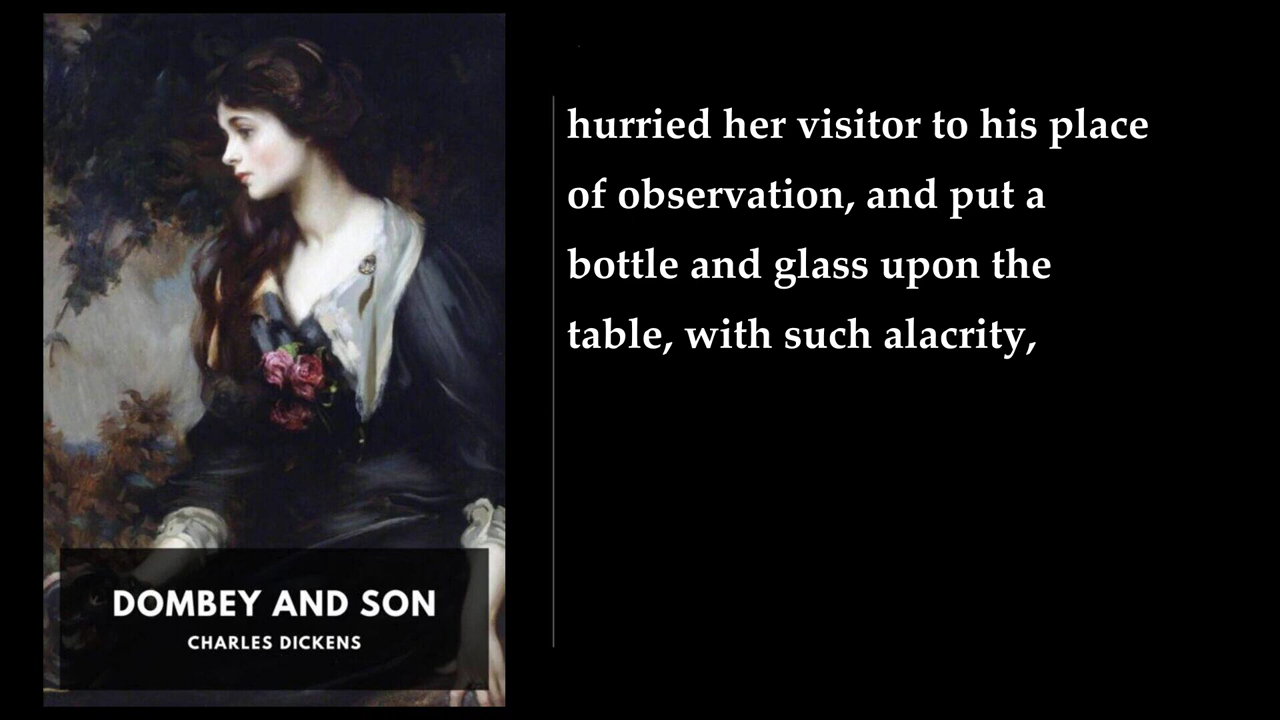 hurried her visitor to his place
of observation, and put a
bottle and glass upon the
table, with such alacrity,
DOMBEY AND SON
CHARLES DICKENS